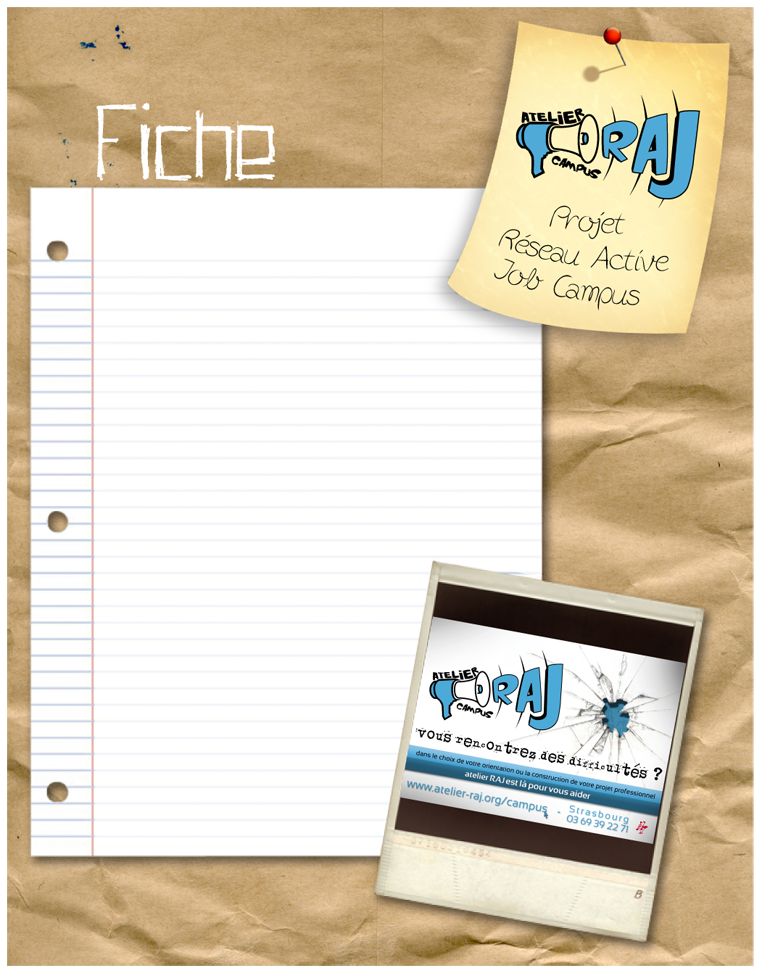 Fiche
ATELIER
CAMPUS
RAJ
Projet
Réseau Active
Job Campus
ATELIER
CAMPUS
RAJ
vous rencontrez des difficultés ?
dans le choix de votre orientation ou la construction de votre projet professionnel
atelier RAJ est là pour vous aider
www.atelier-raj.org/campus - Strasbourg
03 69 39 22 71
B